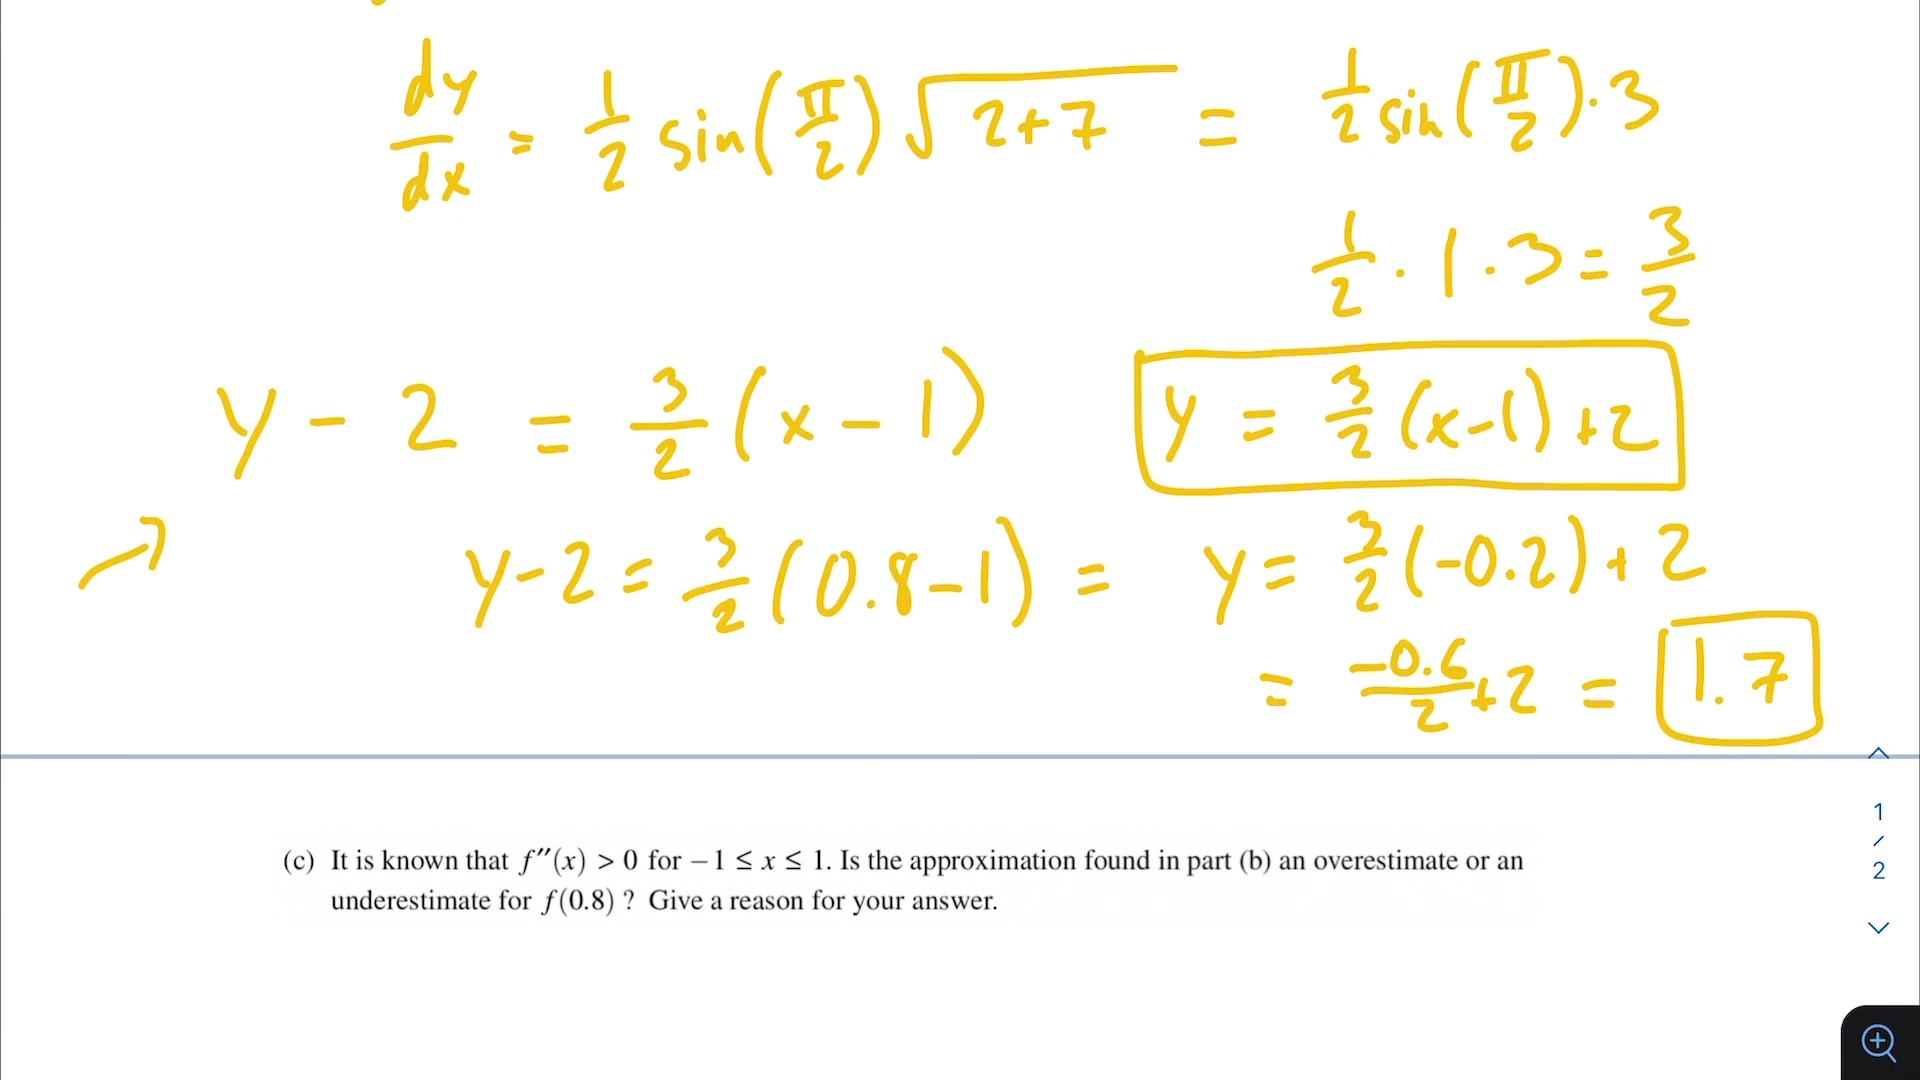 dy/dx = 1/2 sin(π/2) √(2+7) = 1/2 sin(π/2)·3
1/2 · 1 · 3 = 3/2
y - 2 = 3/2 (x - 1)
y = 3/2 (x-1) + 2
y-2 = 3/2 (0.8-1) = y = 3/2 (-0.2) + 2
= -0.6/2 + 2 = 1.7
(c) It is known that f″(x) > 0 for −1 ≤ x ≤ 1. Is the approximation found in part (b) an overestimate or an
underestimate for f(0.8) ? Give a reason for your answer.
1
/
2